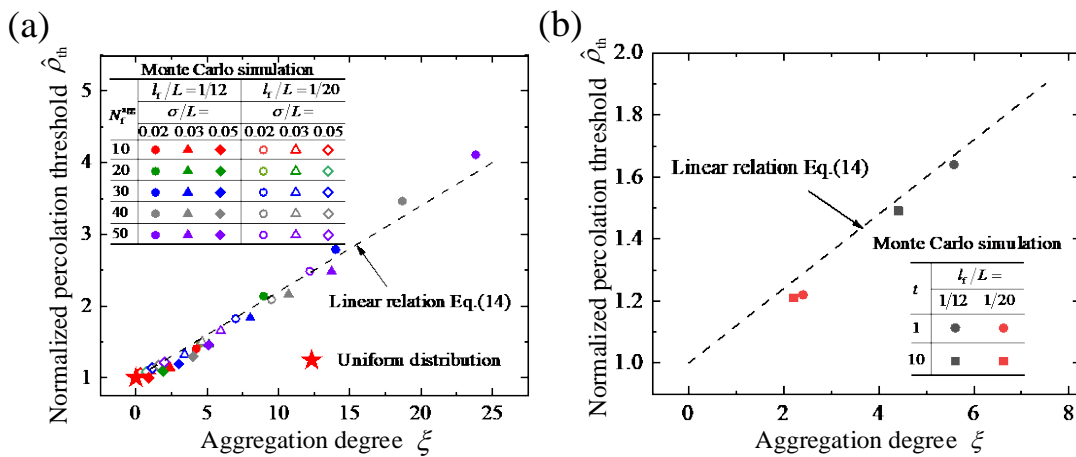 (a)
Normalized percolation threshold ρ̂th
5
4
3
2
1
0 5 10 15 20 25
Aggregation degree ξ
Monte Carlo simulation
Nf^agg lf/L=1/12 lf/L=1/20
σ/L= σ/L=
0.02 0.03 0.05 0.02 0.03 0.05
10
20
30
40
50
Linear relation Eq.(14)
Uniform distribution
(b)
Normalized percolation threshold ρ̂th
2.0
1.8
1.6
1.4
1.2
1.0
0 2 4 6 8
Aggregation degree ξ
Linear relation Eq.(14)
Monte Carlo simulation
t lf/L=
1/12 1/20
1
10